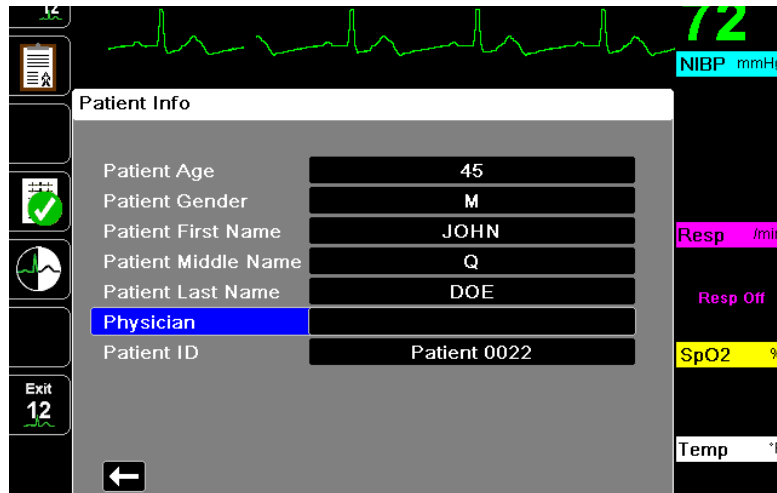 12
72
NIBP mmHg
Patient Info
Patient Age 45
Patient Gender M
Patient First Name JOHN
Patient Middle Name Q
Patient Last Name DOE
Physician
Patient ID Patient 0022
Resp /min
Resp Off
SpO2 %
Exit
12
Temp °F